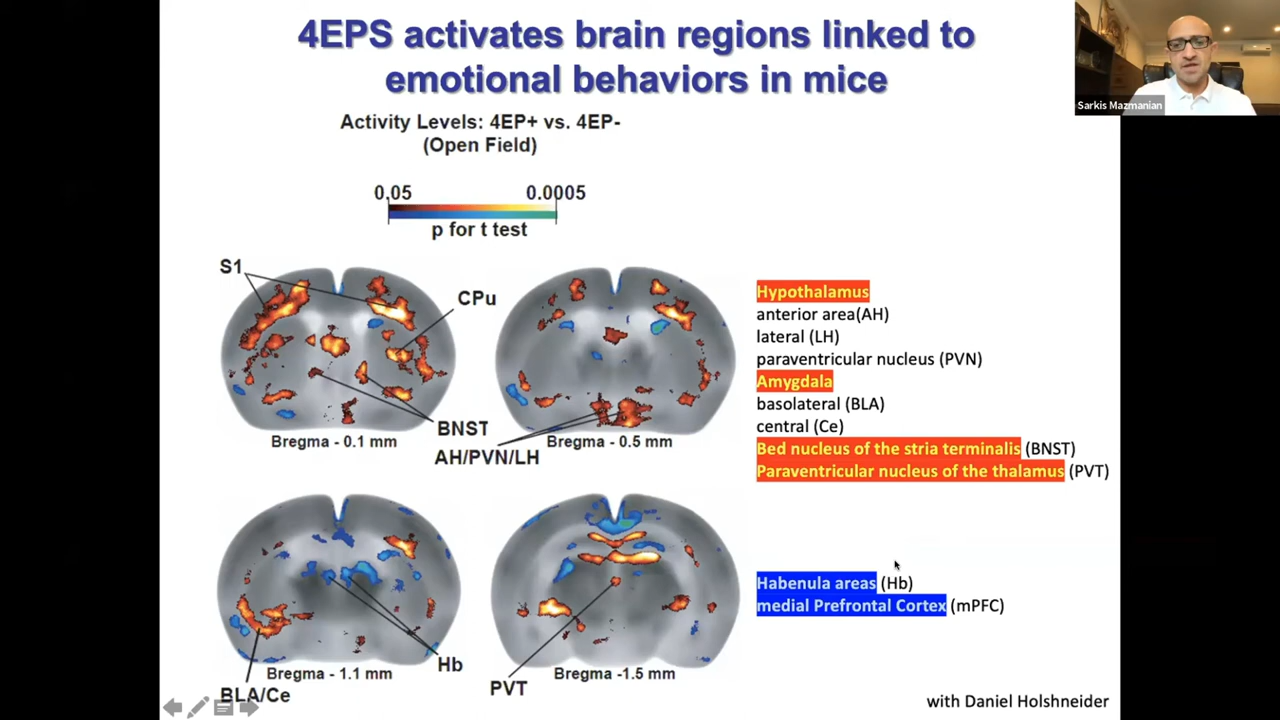 4EPS activates brain regions linked to
emotional behaviors in mice
Sarkis Mazmanian
Activity Levels: 4EP+ vs. 4EP-
(Open Field)
0.05 0.0005
p for t test
S1
CPu
BNST
Bregma - 0.1 mm
AH/PVN/LH
Bregma - 0.5 mm
Hypothalamus
anterior area(AH)
lateral (LH)
paraventricular nucleus (PVN)
Amygdala
basolateral (BLA)
central (Ce)
Bed nucleus of the stria terminalis (BNST)
Paraventricular nucleus of the thalamus (PVT)
Habenula areas (Hb)
medial Prefrontal Cortex (mPFC)
Hb
Bregma - 1.1 mm
BLA/Ce
Bregma -1.5 mm
PVT
with Daniel Holshneider